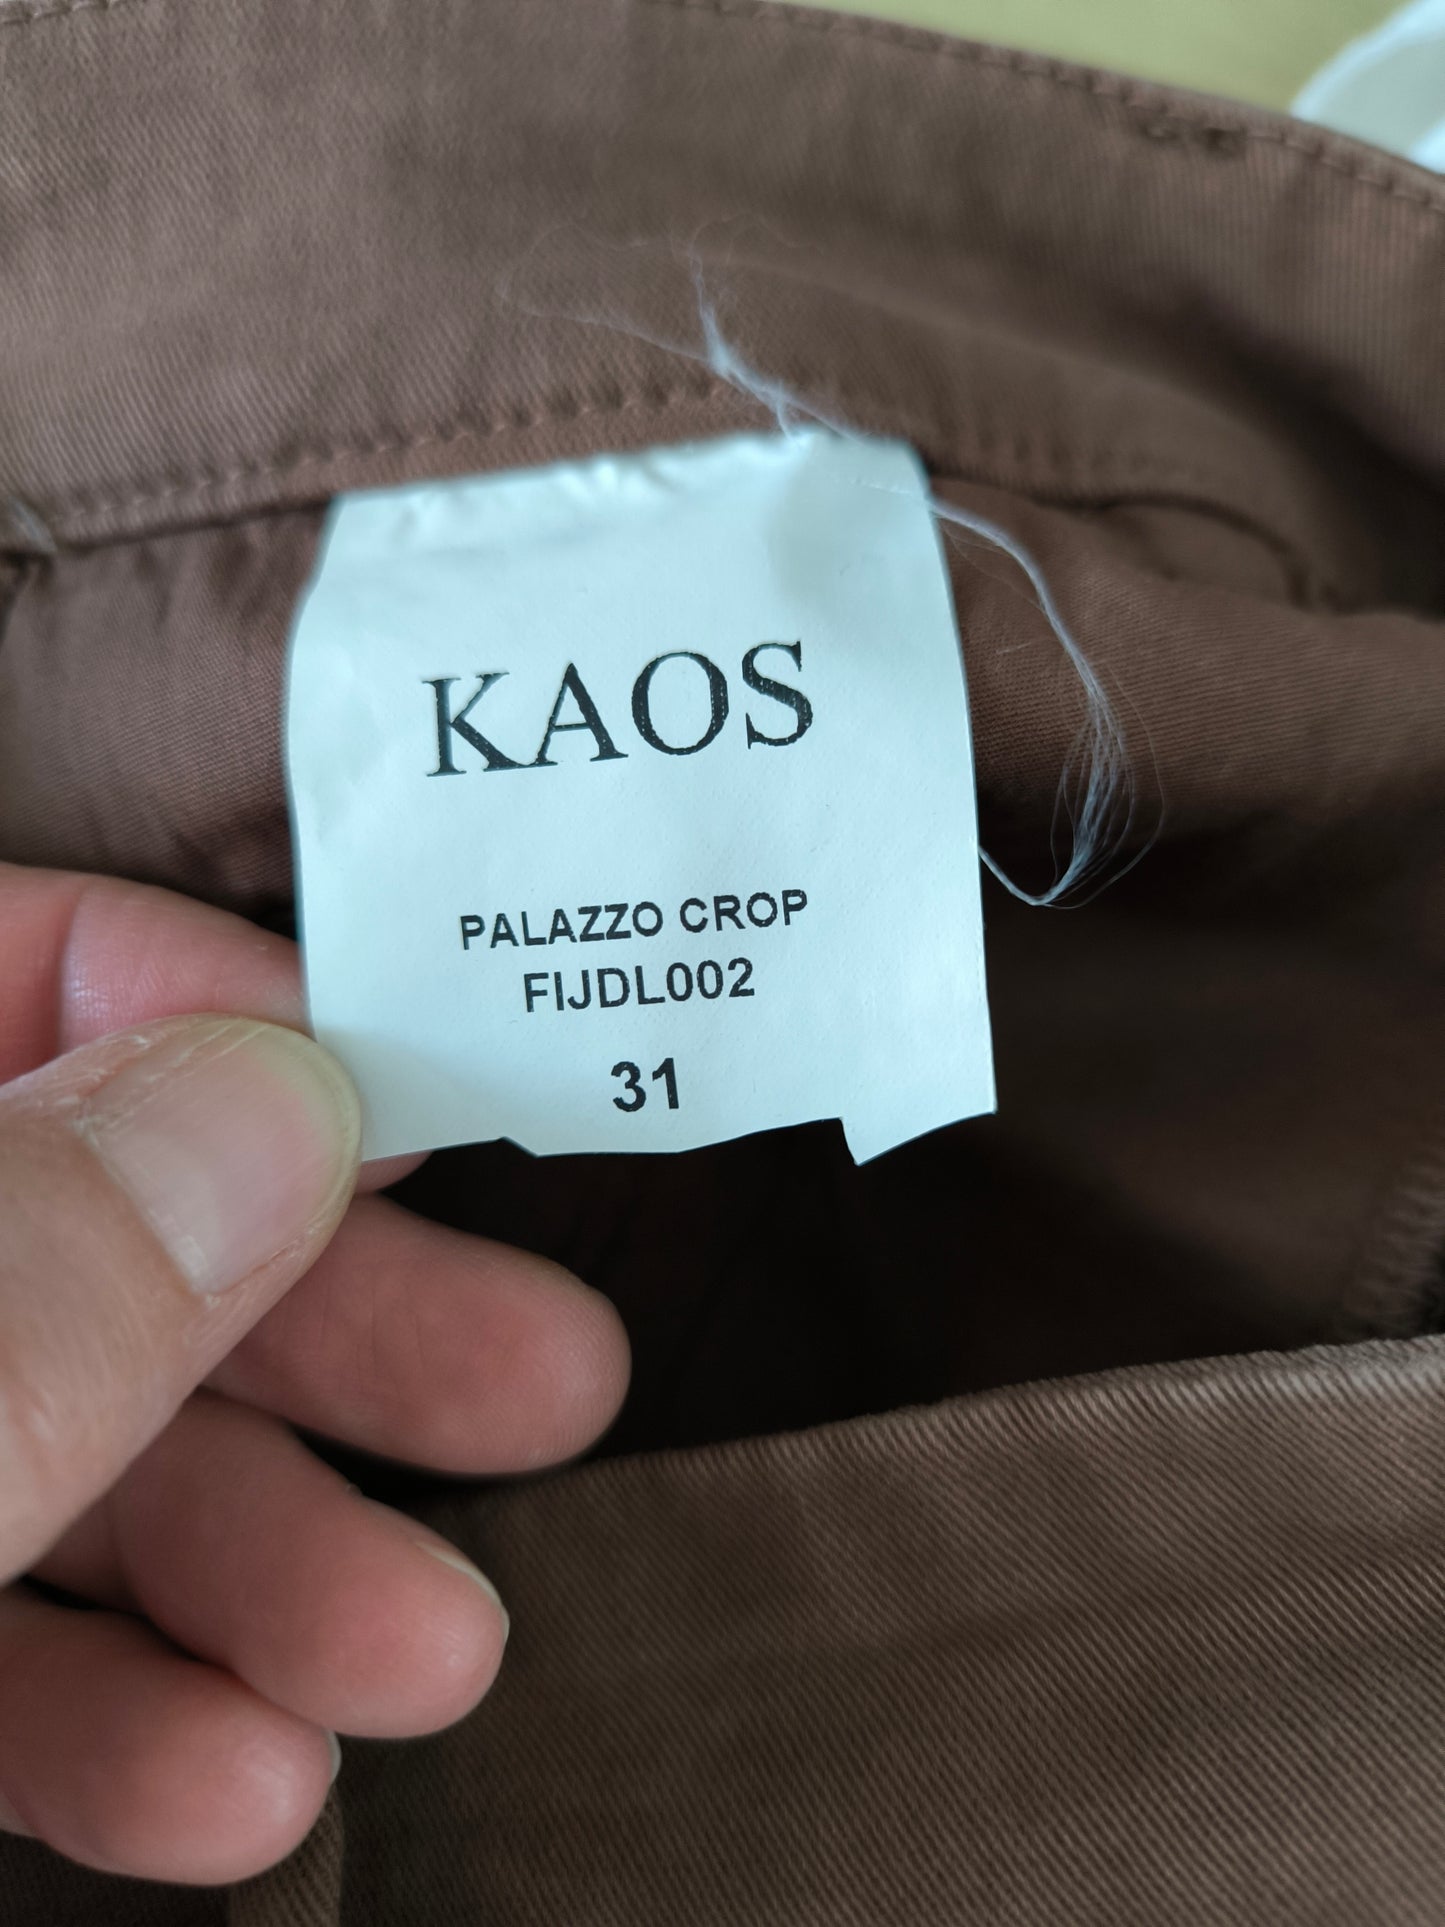 KAOS
PALAZZO CROP
FIJDL002
31